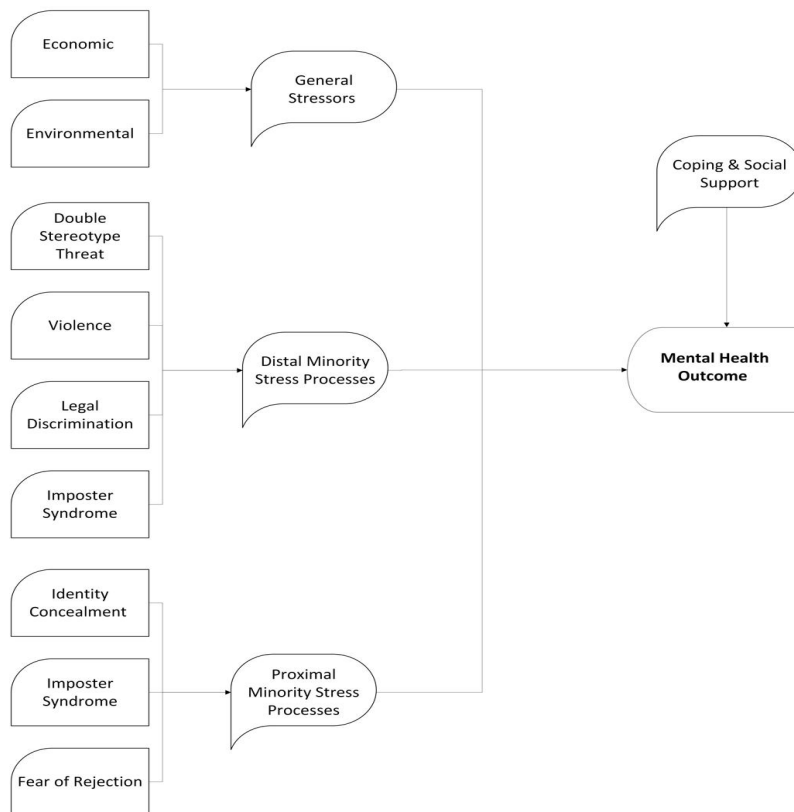 Economic
Environmental
General
Stressors
Double
Stereotype
Threat
Violence
Legal
Discrimination
Imposter
Syndrome
Distal Minority
Stress Processes
Identity
Concealment
Imposter
Syndrome
Fear of Rejection
Proximal
Minority Stress
Processes
Coping & Social
Support
Mental Health
Outcome